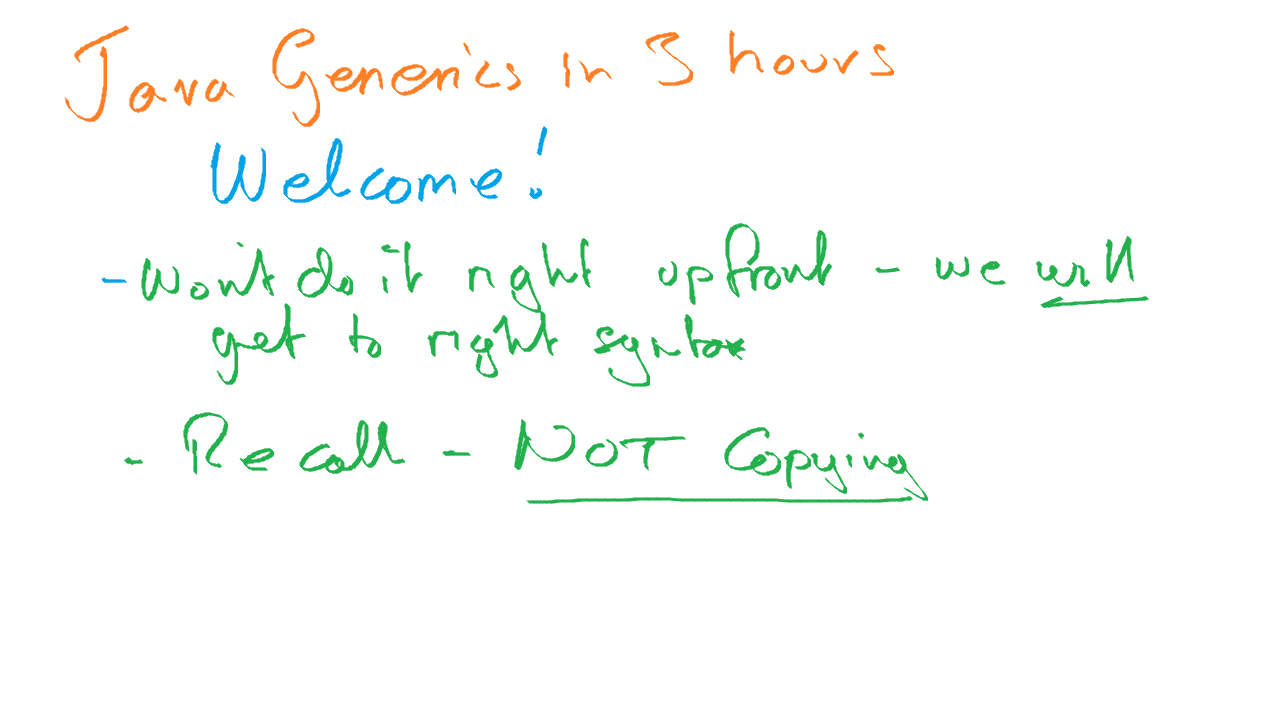 Java Generics in 3 hours
Welcome!
- Won't do it right upfront - we will
get to right syntax
- Recall - NOT Copying